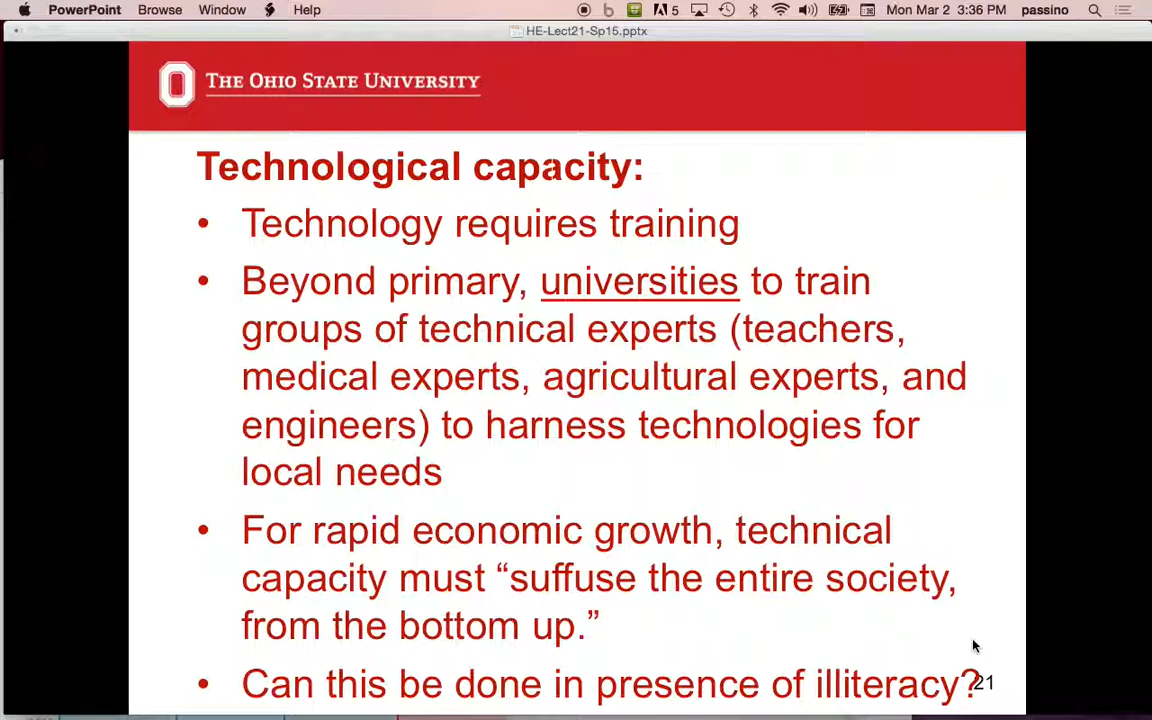 PowerPoint Browse Window Help 5 Mon Mar 2 3:36 PM passino
HE-Lect21-Sp15.pptx
THE OHIO STATE UNIVERSITY
Technological capacity:
• Technology requires training
• Beyond primary, universities to train
groups of technical experts (teachers,
medical experts, agricultural experts, and
engineers) to harness technologies for
local needs
• For rapid economic growth, technical
capacity must “suffuse the entire society,
from the bottom up.”
• Can this be done in presence of illiteracy?
21